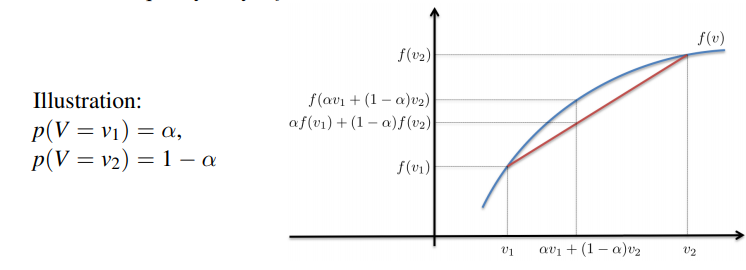 Illustration:
p(V = v₁) = α,
p(V = v₂) = 1 − α
f(v)
f(v₂)
f(αv₁ + (1 − α)v₂)
αf(v₁) + (1 − α)f(v₂)
f(v₁)
v₁ αv₁ + (1 − α)v₂ v₂